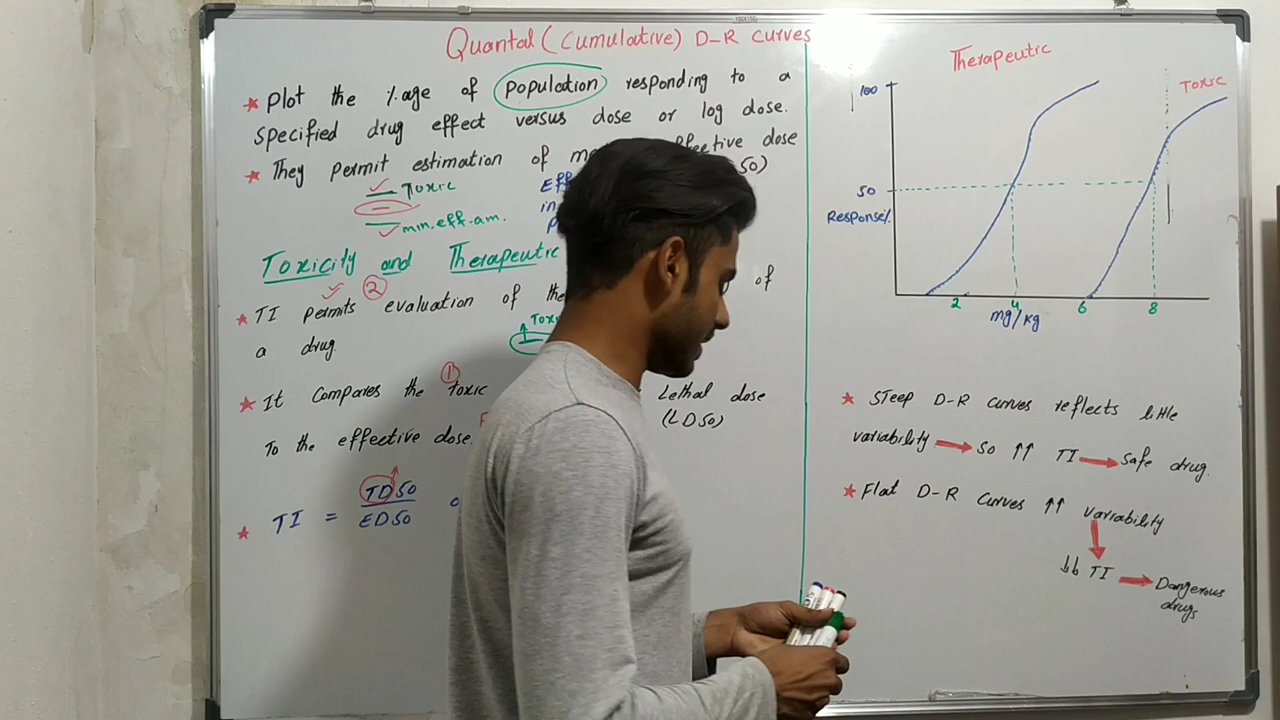 Quantal (Cumulative) D-R curves
* Plot the %age of population responding to a
specified drug effect versus dose or log dose.
* They permit estimation of effective dose
50)
Toxic
min.eff.am.
Toxicity and Therapeutic
* TI permits evaluation of the of
2
a drug.
* It compares the toxic Lethal dose
1
To the effective dose. (LD50)
* TI = TD50
ED50
Therapeutic
Toxic
100
50
Response%
2 4 6 8
mg/kg
* Steep D-R curves reflects little
variability → so ↑↑ TI → safe drug.
* Flat D-R curves ↑↑ variability
↓
↓↓ TI → Dangerous
drugs